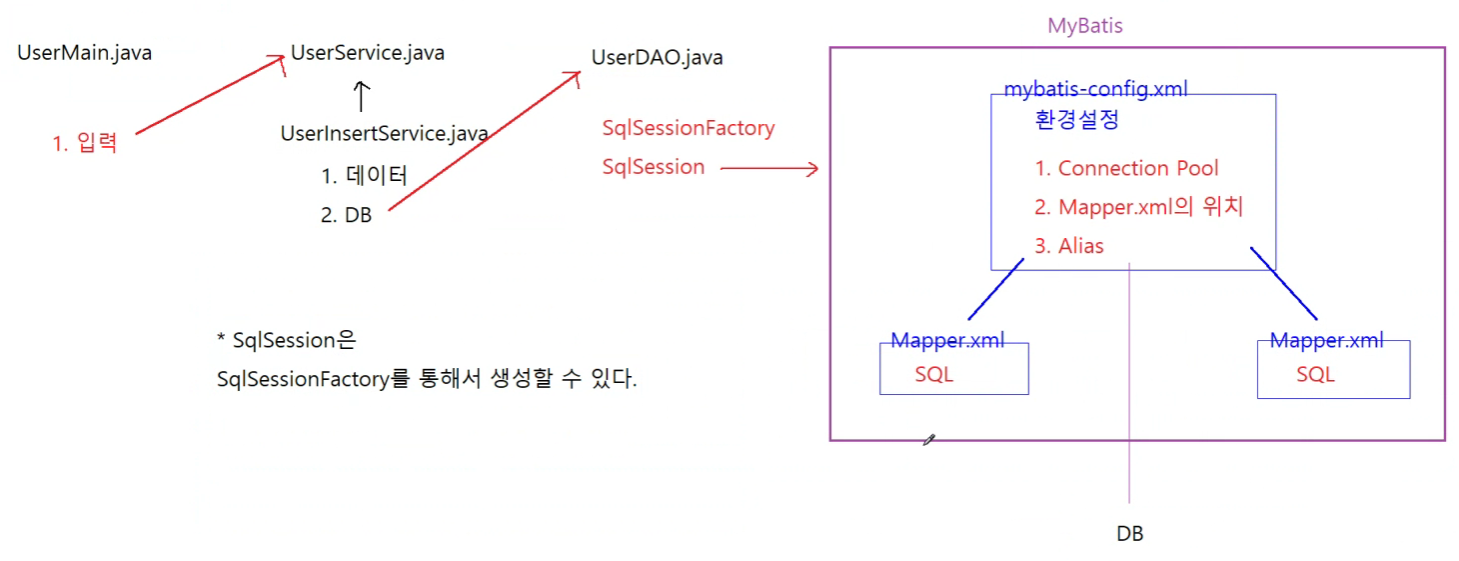 MyBatis
UserMain.java
UserService.java
UserDAO.java
1. 입력
UserInsertService.java
1. 데이터
2. DB
SqlSessionFactory
SqlSession
mybatis-config.xml
환경설정
1. Connection Pool
2. Mapper.xml의 위치
3. Alias
* SqlSession은
SqlSessionFactory를 통해서 생성할 수 있다.
Mapper.xml
SQL
Mapper.xml
SQL
DB